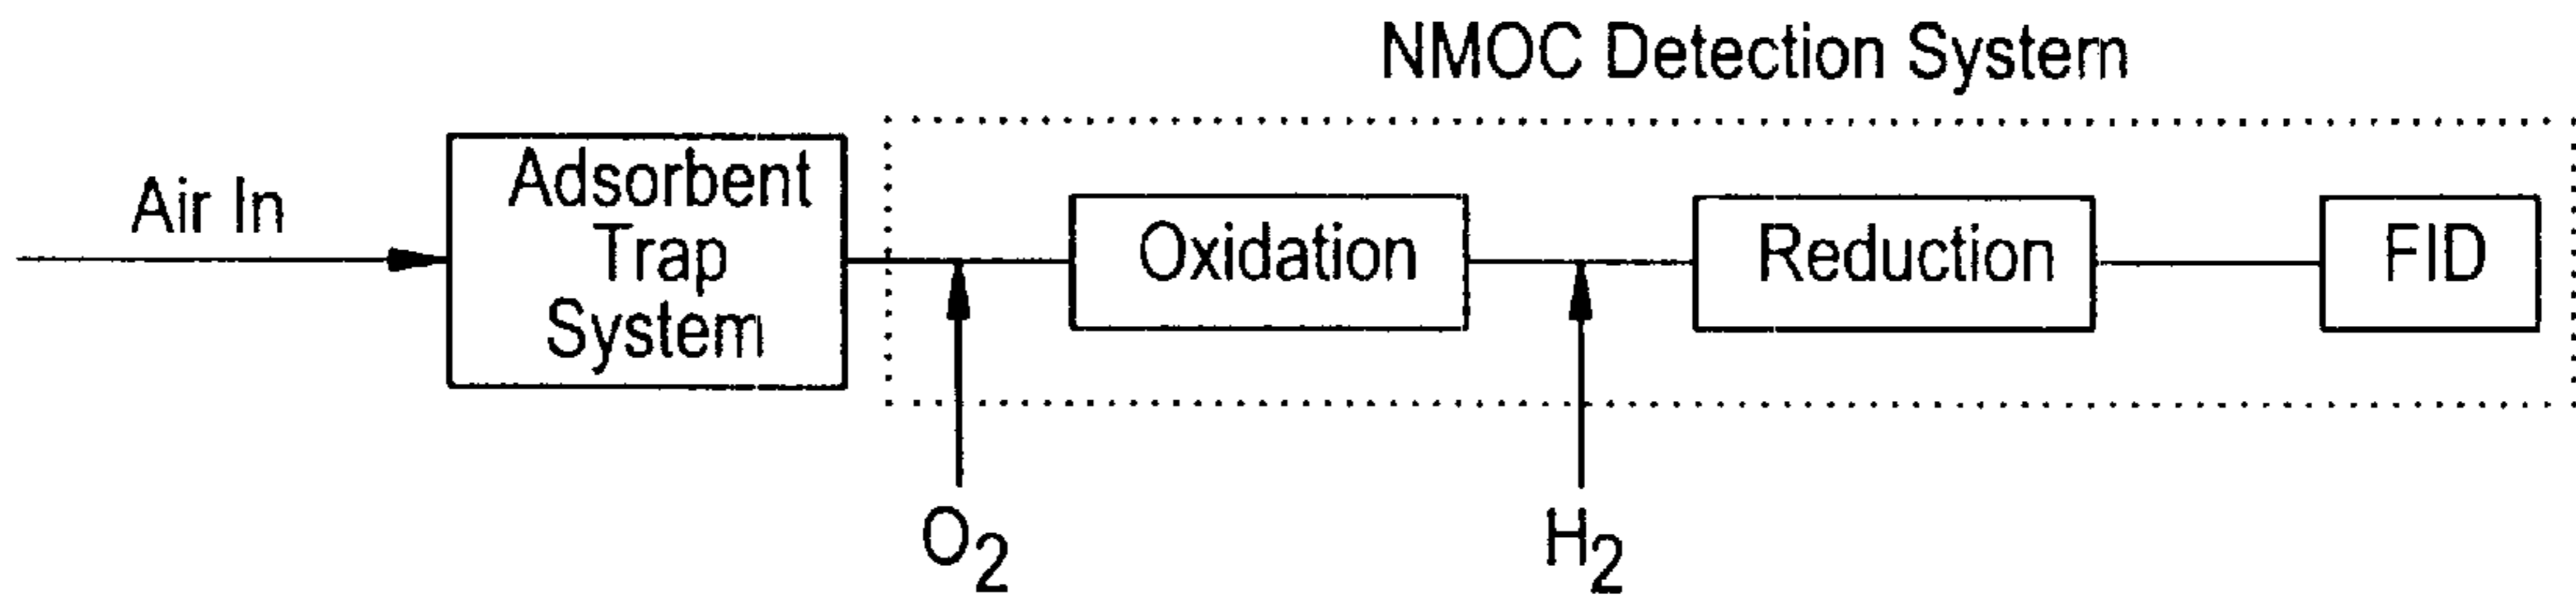 NMOC Detection System
Air In
Adsorbent
Trap
System
Oxidation
Reduction
FID
O2
H2